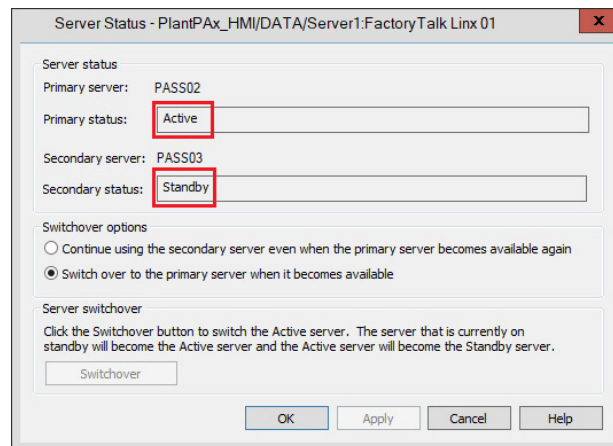 Server Status - PlantPAx_HMI/DATA/Server1:FactoryTalk Linx 01
x
Server status
Primary server: PASS02
Primary status: Active
Secondary server: PASS03
Secondary status: Standby
Switchover options
Continue using the secondary server even when the primary server becomes available again
Switch over to the primary server when it becomes available
Server switchover
Click the Switchover button to switch the Active server. The server that is currently on
standby will become the Active server and the Active server will become the Standby server.
Switchover
OK Apply Cancel Help